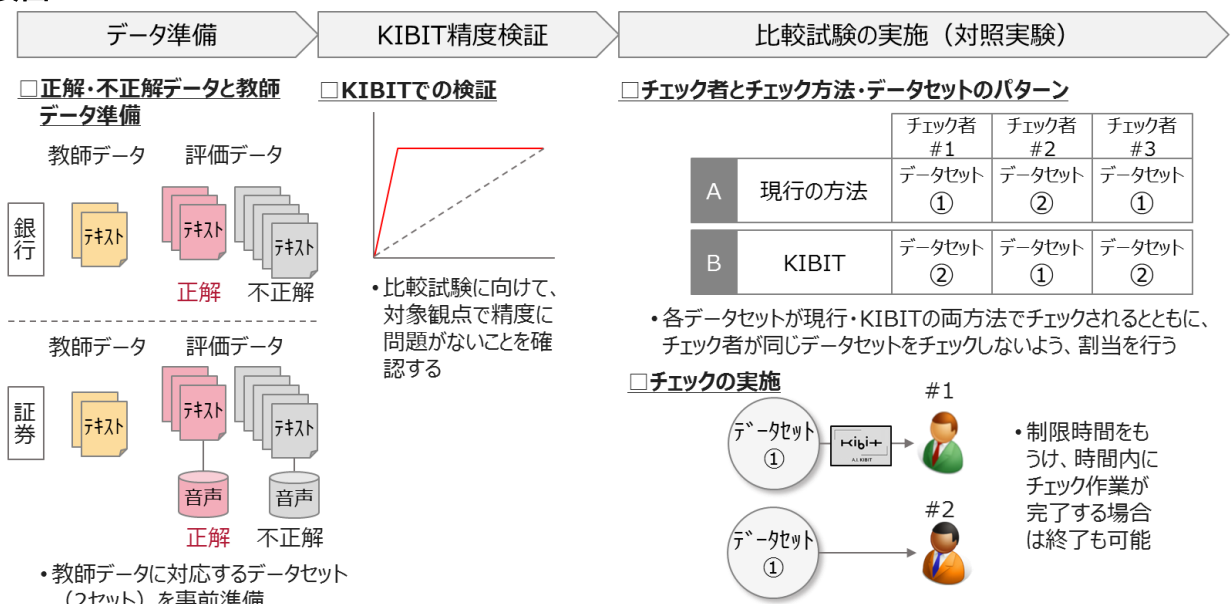 データ準備
KIBIT精度検証
比較試験の実施（対照実験）
□正解・不正解データと教師
データ準備
教師データ
評価データ
銀行
テキスト
テキスト
テキスト
正解
不正解
教師データ
評価データ
証券
テキスト
テキスト
テキスト
音声
音声
正解
不正解
•教師データに対応するデータセット
（2セット）を事前準備
□KIBITでの検証
•比較試験に向けて、
対象観点で精度に
問題がないことを確
認する
□チェック者とチェック方法・データセットのパターン
チェック者
#1
チェック者
#2
チェック者
#3
A
現行の方法
データセット
①
データセット
②
データセット
①
B
KIBIT
データセット
②
データセット
①
データセット
②
•各データセットが現行・KIBITの両方法でチェックされるとともに、
チェック者が同じデータセットをチェックしないよう、割当を行う
□チェックの実施
データセット
①
Kibit
A.I. KIBIT
#1
データセット
①
#2
•制限時間をも
うけ、時間内に
チェック作業が
完了する場合
は終了も可能